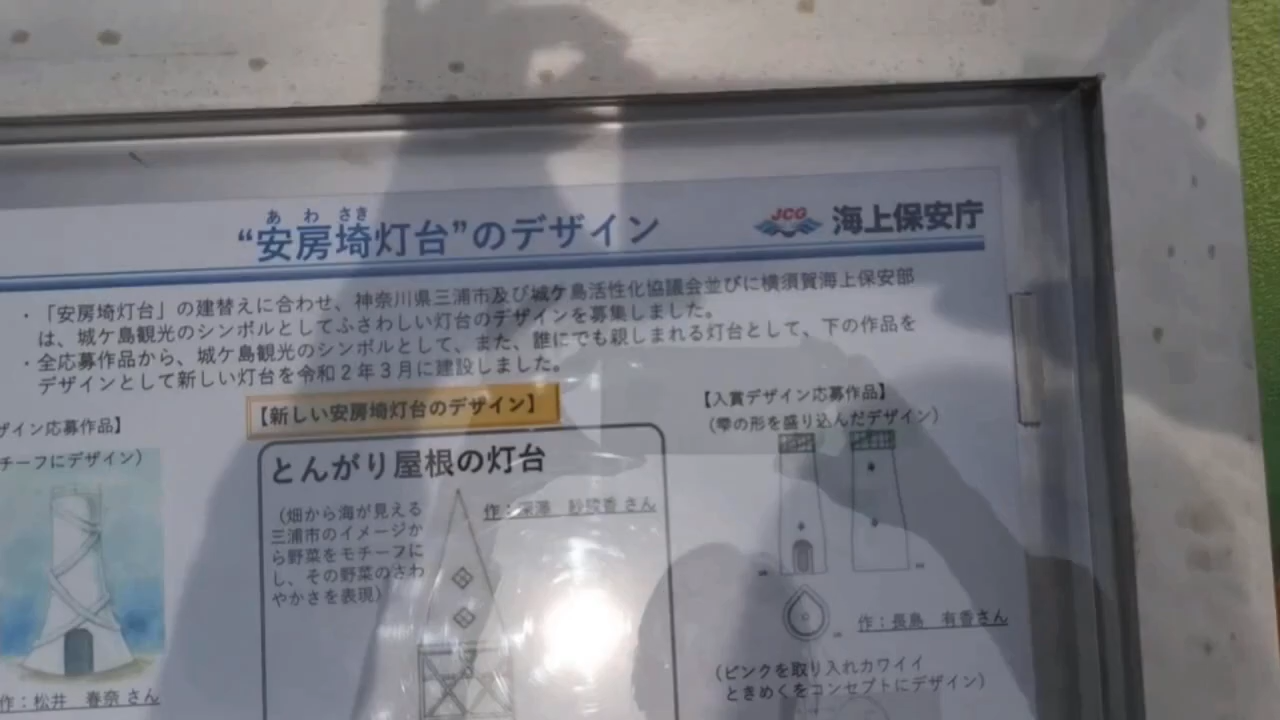 あ わ さき
“安房埼灯台”のデザイン
JCG 海上保安庁
・「安房埼灯台」の建替えに合わせ、神奈川県三浦市及び城ケ島活性化協議会並びに横須賀海上保安部
は、城ケ島観光のシンボルとしてふさわしい灯台のデザインを募集しました。
・全応募作品から、城ケ島観光のシンボルとして、また、誰にでも親しまれる灯台として、下の作品を
デザインとして新しい灯台を令和２年３月に建設しました。
ザイン応募作品】
チーフにデザイン）
作：松井 春奈さん
【新しい安房埼灯台のデザイン】
とんがり屋根の灯台
作：深澤 さん
（畑から海が見える
三浦市のイメージか
ら野菜をモチーフに
し、その野菜のさわ
やかさを表現）
【入賞デザイン応募作品】
（雫の形を盛り込んだデザイン）
作：長島 有香さん
（ピンクを取り入れカワイイ
ときめくをコンセプトにデザイン）